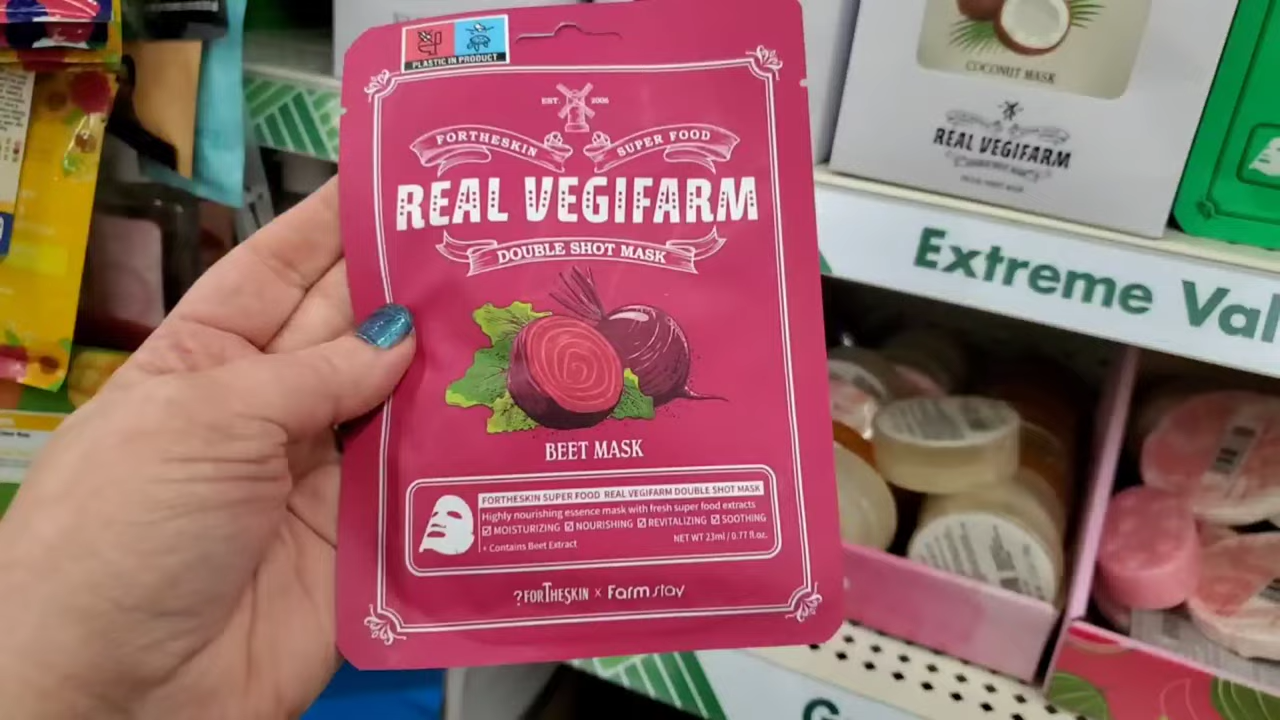 PLASTIC IN PRODUCT
EST. 2006
FORTHESKIN SUPER FOOD
REAL VEGIFARM
DOUBLE SHOT MASK
BEET MASK
FORTHESKIN SUPER FOOD REAL VEGIFARM DOUBLE SHOT MASK
Highly nourishing essence mask with fresh super food extracts
☑ MOISTURIZING ☑ NOURISHING ☑ REVITALIZING ☑ SOOTHING
* Contains Beet Extract NET WT 23ml / 0.77 fl.oz.
?FORTHESKIN × Farmstay
COCONUT MASK
REAL VEGIFARM
Extreme Val
G